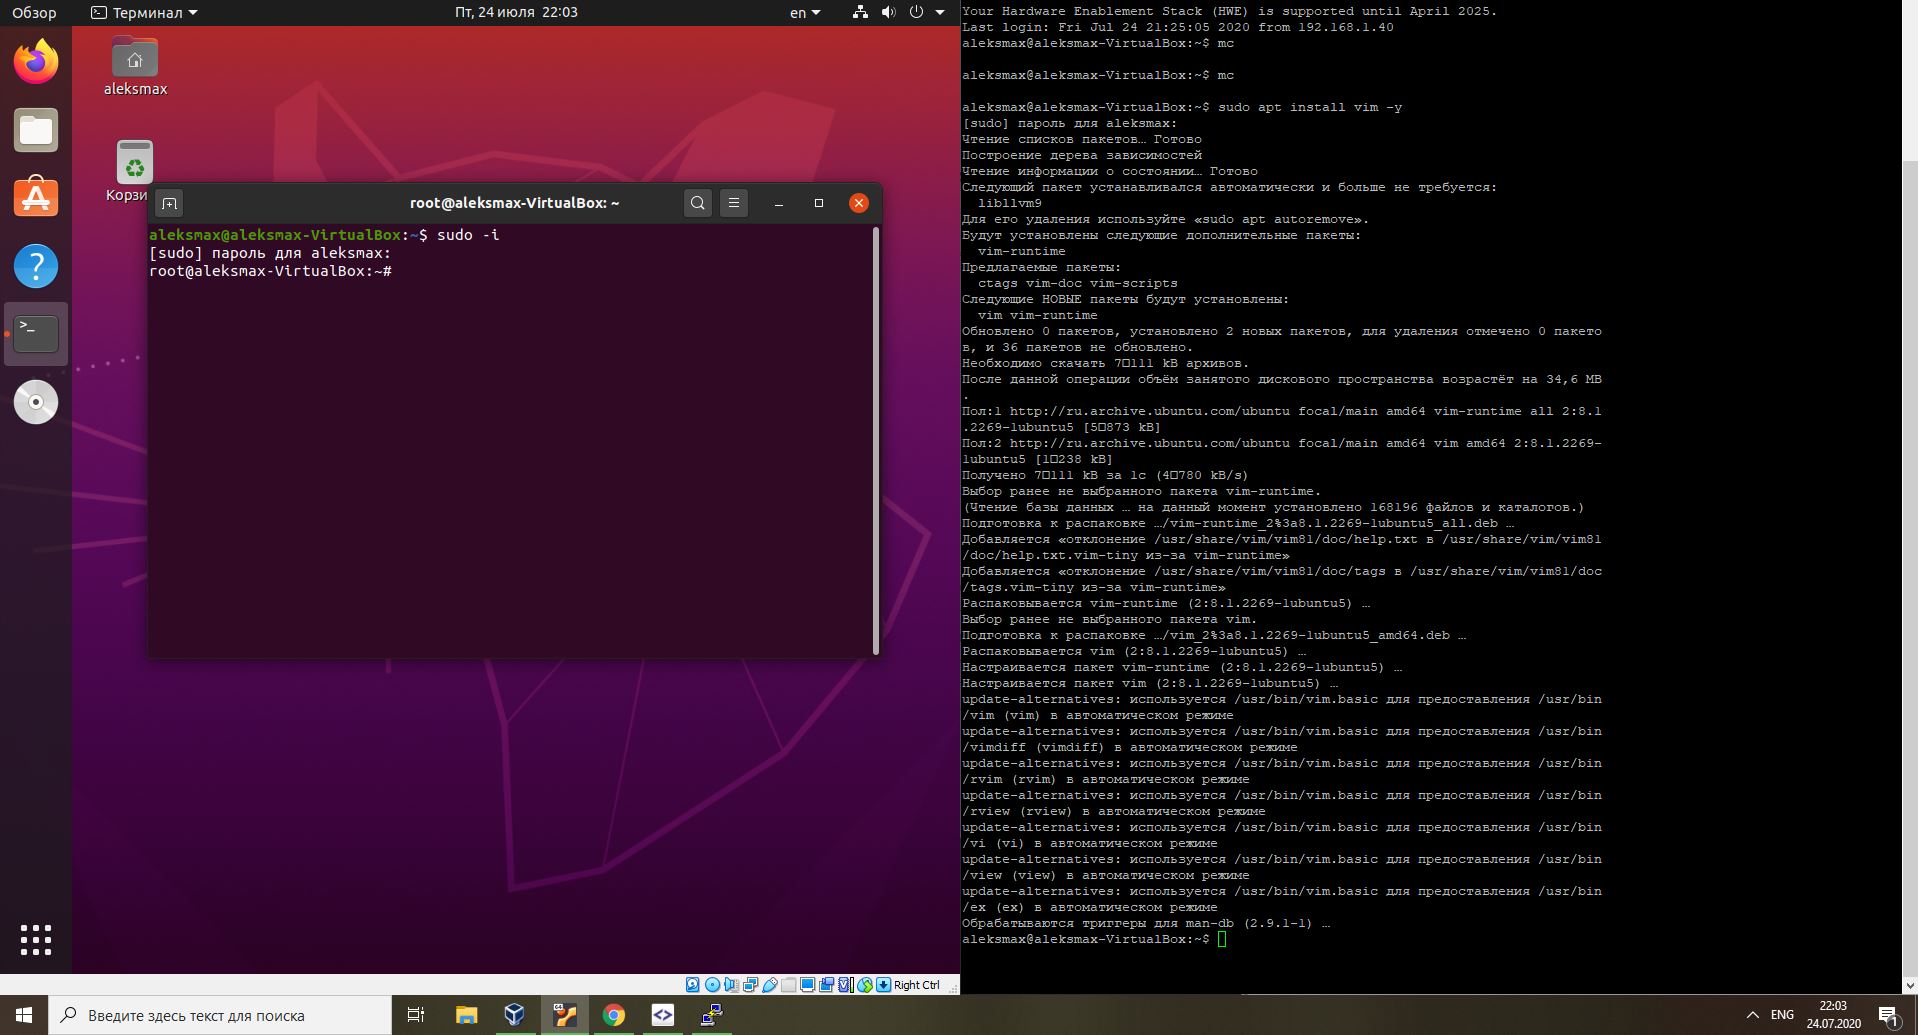 Обзор
Терминал
Пт, 24 июля 22:03
en
aleksmax
Корзи
root@aleksmax-VirtualBox: ~
aleksmax@aleksmax-VirtualBox:~$ sudo -i
[sudo] пароль для aleksmax:
root@aleksmax-VirtualBox:~#
Right Ctrl
Your Hardware Enablement Stack (HWE) is supported until April 2025.
Last login: Fri Jul 24 21:25:05 2020 from 192.168.1.40
aleksmax@aleksmax-VirtualBox:~$ mc
aleksmax@aleksmax-VirtualBox:~$ mc
aleksmax@aleksmax-VirtualBox:~$ sudo apt install vim -y
[sudo] пароль для aleksmax:
Чтение списков пакетов… Готово
Построение дерева зависимостей
Чтение информации о состоянии… Готово
Следующий пакет устанавливался автоматически и больше не требуется:
libllvm9
Для его удаления используйте «sudo apt autoremove».
Будут установлены следующие дополнительные пакеты:
vim-runtime
Предлагаемые пакеты:
ctags vim-doc vim-scripts
Следующие НОВЫЕ пакеты будут установлены:
vim vim-runtime
Обновлено 0 пакетов, установлено 2 новых пакетов, для удаления отмечено 0 пакето
в, и 36 пакетов не обновлено.
Необходимо скачать 7□111 kB архивов.
После данной операции объём занятого дискового пространства возрастёт на 34,6 MB
.
Пол:1 http://ru.archive.ubuntu.com/ubuntu focal/main amd64 vim-runtime all 2:8.1
.2269-1ubuntu5 [5□873 kB]
Пол:2 http://ru.archive.ubuntu.com/ubuntu focal/main amd64 vim amd64 2:8.1.2269-
1ubuntu5 [1□238 kB]
Получено 7□111 kB за 1с (4□780 kB/s)
Выбор ранее не выбранного пакета vim-runtime.
(Чтение базы данных … на данный момент установлено 168196 файлов и каталогов.)
Подготовка к распаковке …/vim-runtime_2%3a8.1.2269-1ubuntu5_all.deb …
Добавляется «отклонение /usr/share/vim/vim81/doc/help.txt в /usr/share/vim/vim81
/doc/help.txt.vim-tiny из-за vim-runtime»
Добавляется «отклонение /usr/share/vim/vim81/doc/tags в /usr/share/vim/vim81/doc
/tags.vim-tiny из-за vim-runtime»
Распаковывается vim-runtime (2:8.1.2269-1ubuntu5) …
Выбор ранее не выбранного пакета vim.
Подготовка к распаковке …/vim_2%3a8.1.2269-1ubuntu5_amd64.deb …
Распаковывается vim (2:8.1.2269-1ubuntu5) …
Настраивается пакет vim-runtime (2:8.1.2269-1ubuntu5) …
Настраивается пакет vim (2:8.1.2269-1ubuntu5) …
update-alternatives: используется /usr/bin/vim.basic для предоставления /usr/bin
/vim (vim) в автоматическом режиме
update-alternatives: используется /usr/bin/vim.basic для предоставления /usr/bin
/vimdiff (vimdiff) в автоматическом режиме
update-alternatives: используется /usr/bin/vim.basic для предоставления /usr/bin
/rvim (rvim) в автоматическом режиме
update-alternatives: используется /usr/bin/vim.basic для предоставления /usr/bin
/rview (rview) в автоматическом режиме
update-alternatives: используется /usr/bin/vim.basic для предоставления /usr/bin
/vi (vi) в автоматическом режиме
update-alternatives: используется /usr/bin/vim.basic для предоставления /usr/bin
/view (view) в автоматическом режиме
update-alternatives: используется /usr/bin/vim.basic для предоставления /usr/bin
/ex (ex) в автоматическом режиме
Обрабатываются триггеры для man-db (2.9.1-1) …
aleksmax@aleksmax-VirtualBox:~$
Введите здесь текст для поиска
ENG
22:03
24.07.2020
1